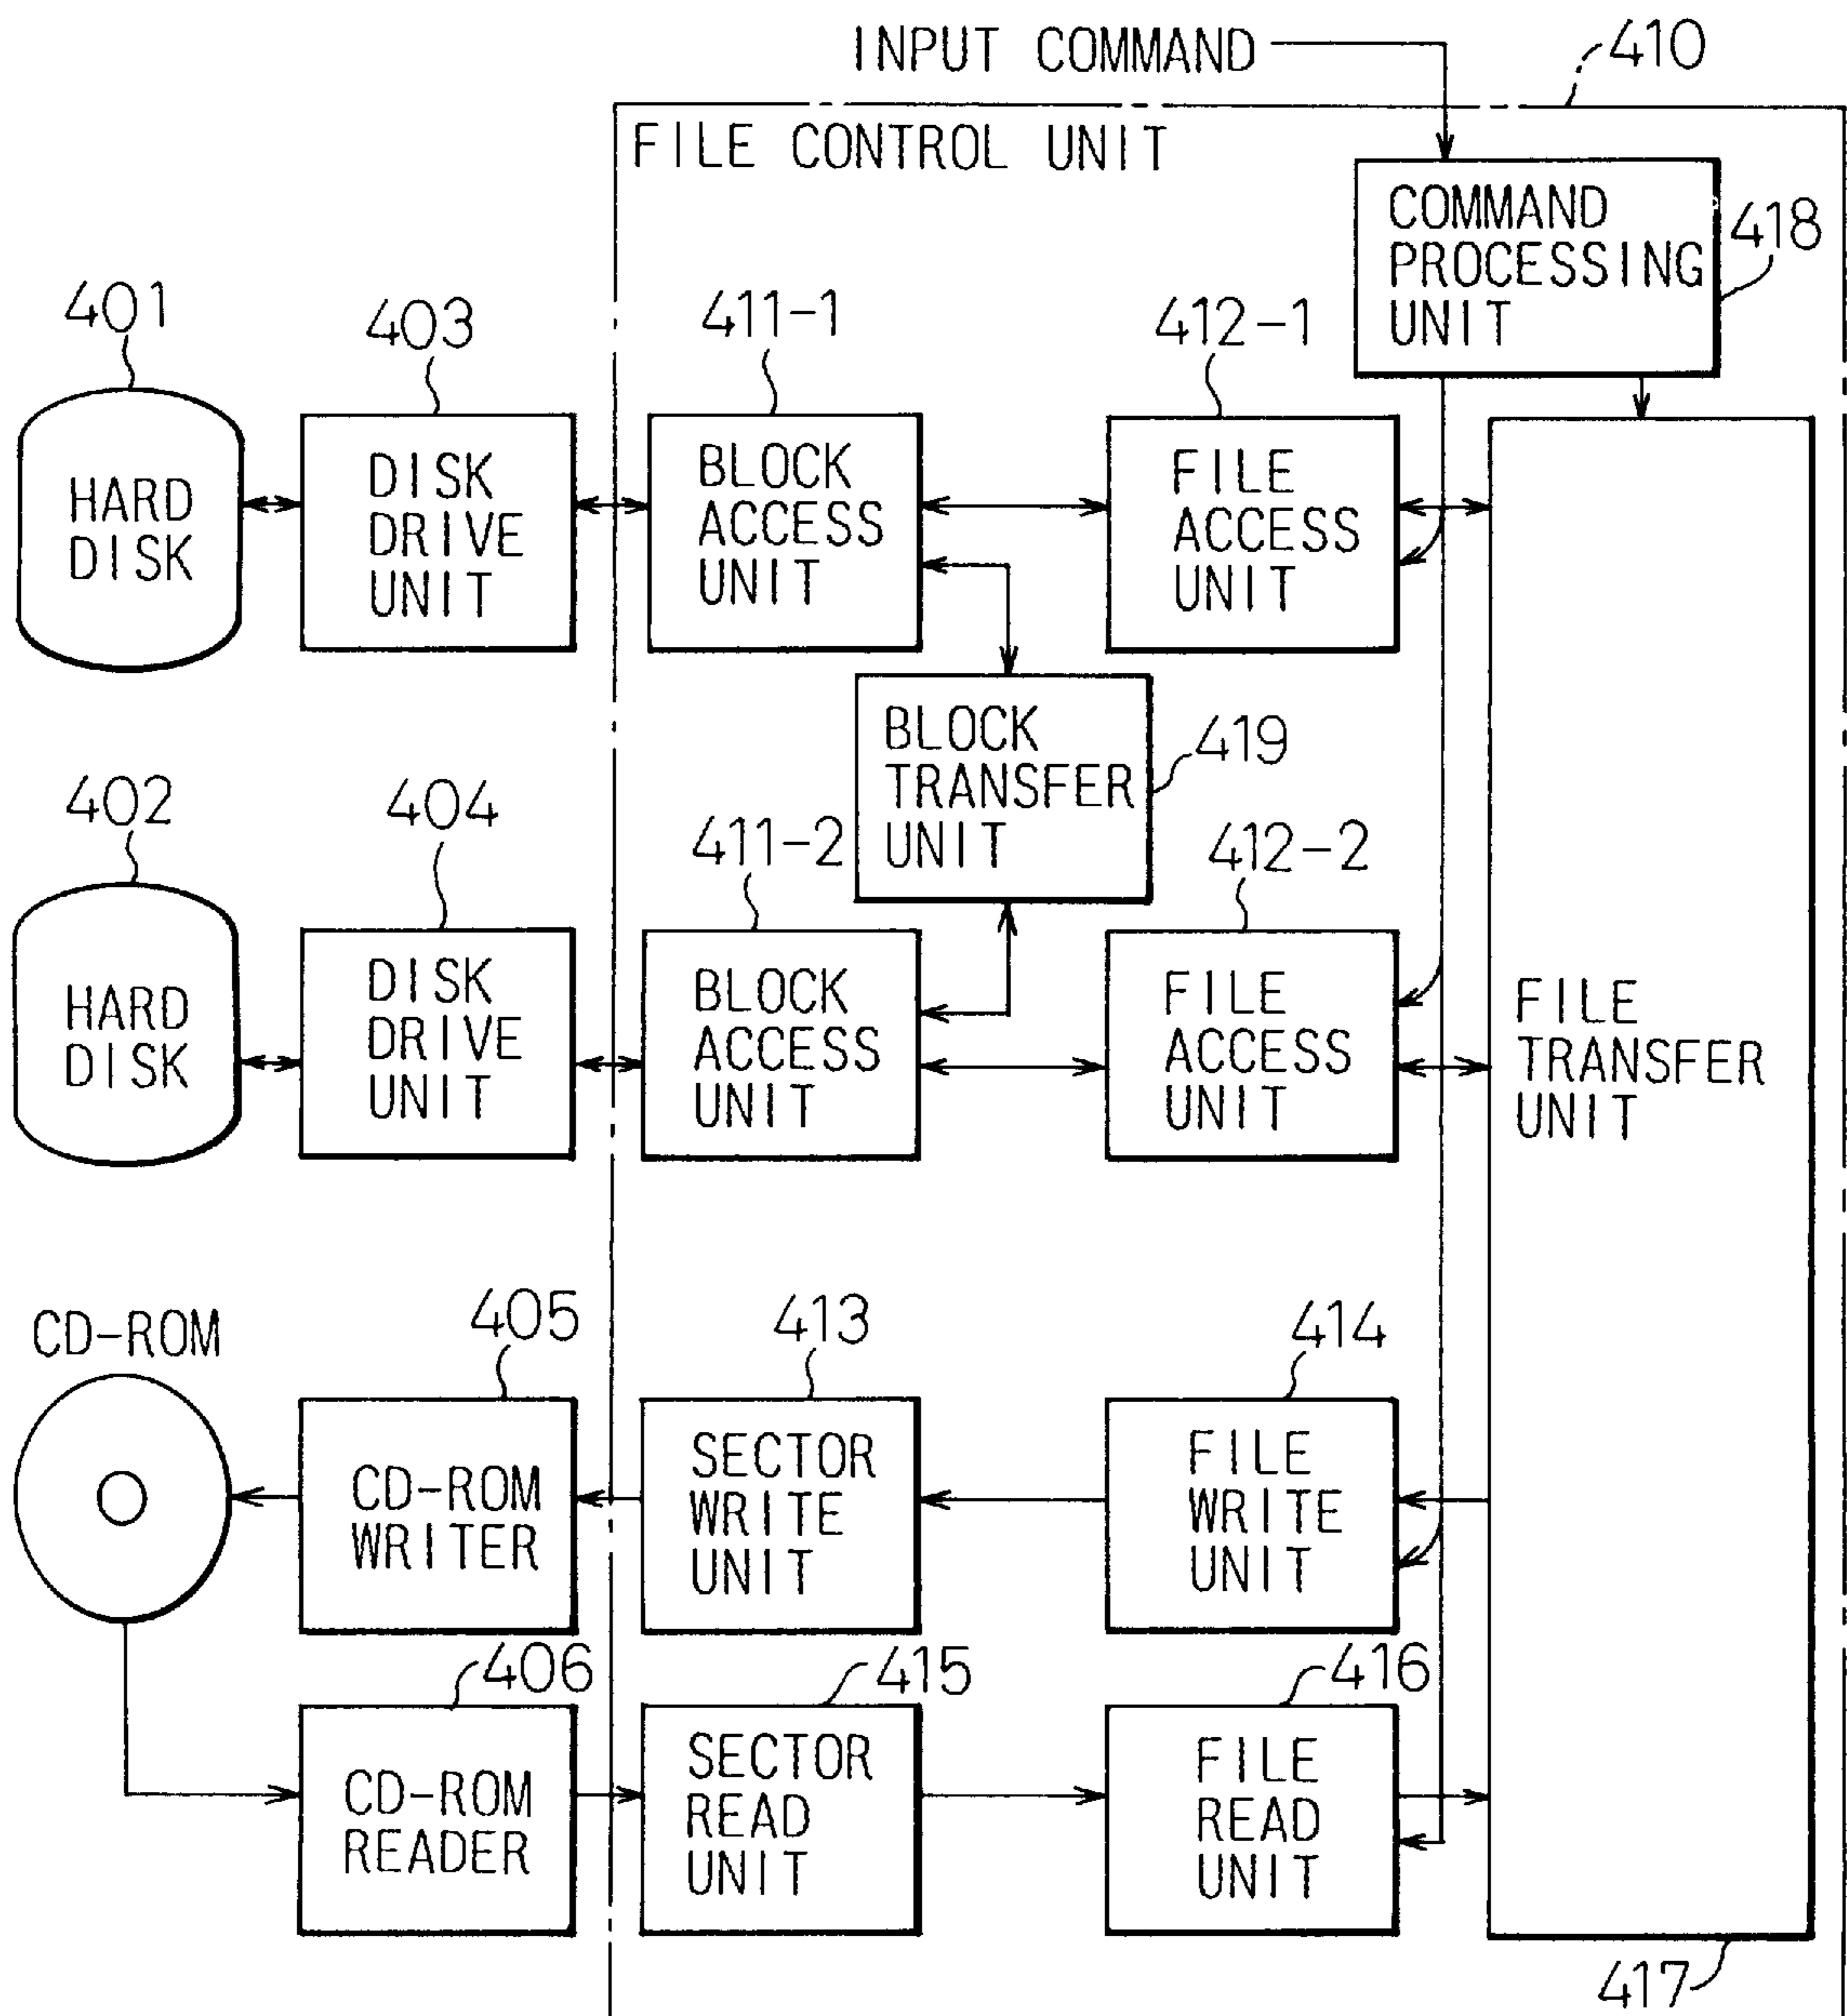 INPUT COMMAND
410
FILE CONTROL UNIT
COMMAND
PROCESSING
UNIT
418
401
403
411-1
412-1
HARD
DISK
DISK
DRIVE
UNIT
BLOCK
ACCESS
UNIT
FILE
ACCESS
UNIT
BLOCK
TRANSFER
UNIT
419
402
404
411-2
412-2
HARD
DISK
DISK
DRIVE
UNIT
BLOCK
ACCESS
UNIT
FILE
ACCESS
UNIT
FILE
TRANSFER
UNIT
CD-ROM
405
413
414
CD-ROM
WRITER
SECTOR
WRITE
UNIT
FILE
WRITE
UNIT
406
415
416
CD-ROM
READER
SECTOR
READ
UNIT
FILE
READ
UNIT
417